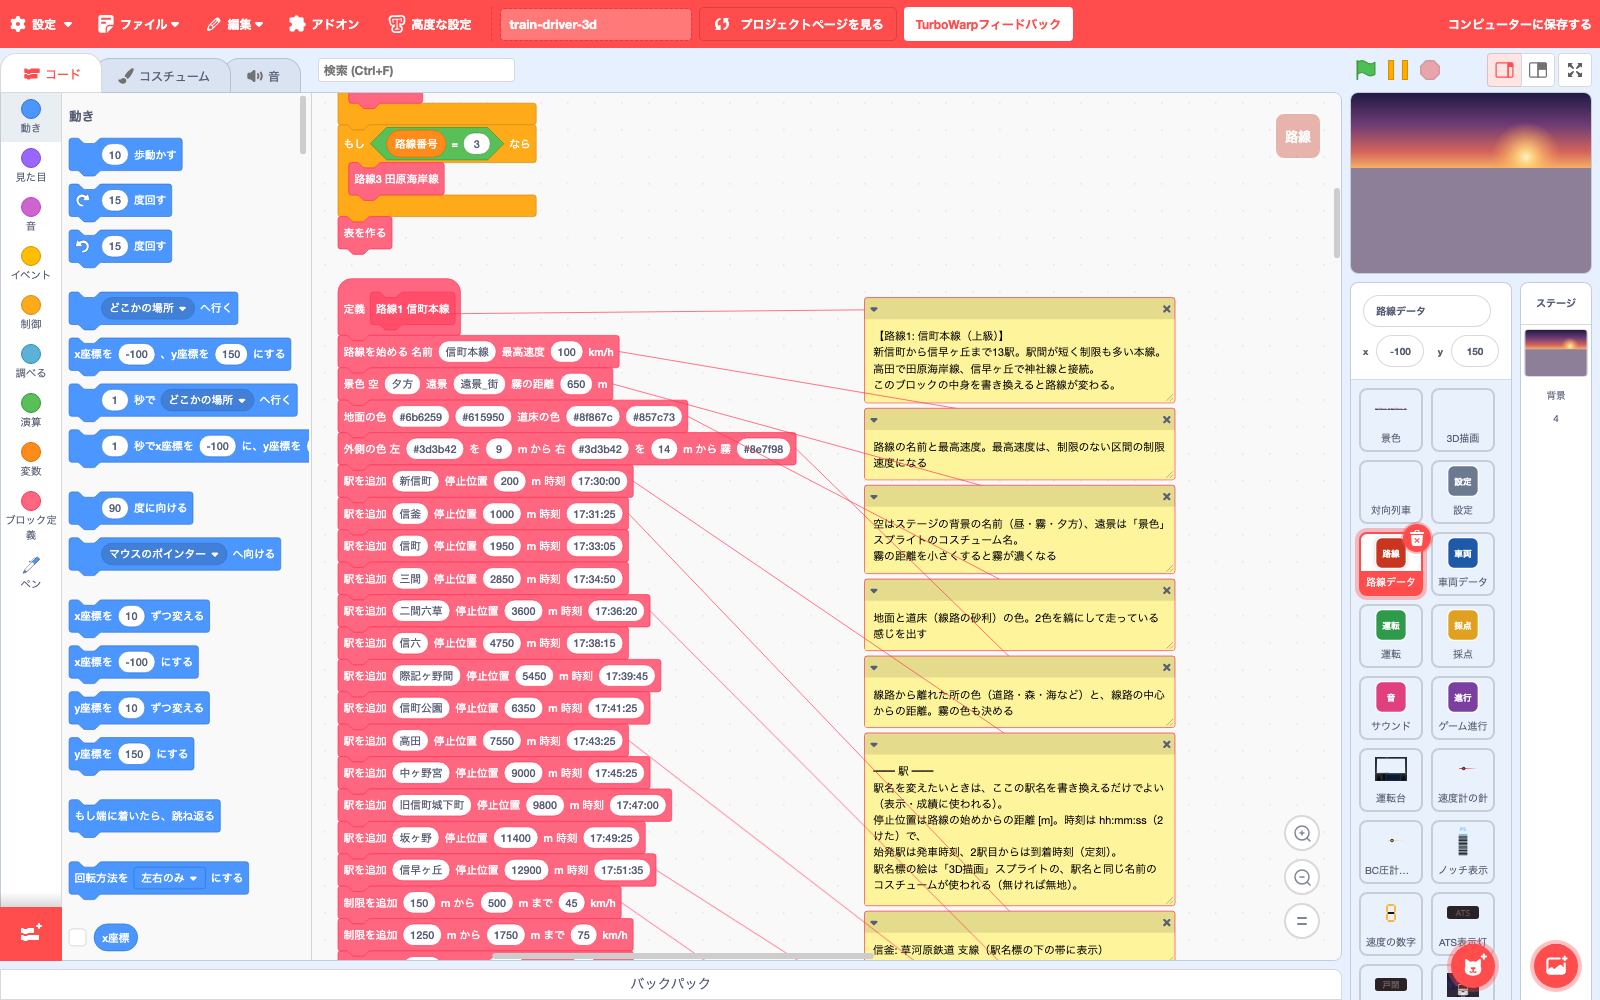 設定 ファイル 編集 アドオン 高度な設定 train-driver-3d プロジェクトページを見る TurboWarpフィードバック コンピューターに保存する
コード コスチューム 音 検索 (Ctrl+F)
動き
見た目
音
イベント
制御
調べる
演算
変数
ブロック定
義
ペン
動き
10 歩動かす
15 度回す
15 度回す
どこかの場所 へ行く
x座標を -100 、y座標を 150 にする
1 秒で どこかの場所 へ行く
1 秒でx座標を -100 に、y座標を
90 度に向ける
マウスのポインター へ向ける
x座標を 10 ずつ変える
x座標を -100 にする
y座標を 10 ずつ変える
y座標を 150 にする
もし端に着いたら、跳ね返る
回転方法を 左右のみ にする
x座標
もし 路線番号 = 3 なら
路線3 田原海岸線
表を作る
定義 路線1 信町本線
路線を始める 名前 信町本線 最高速度 100 km/h
景色 空 夕方 遠景 遠景_街 霧の距離 650 m
地面の色 #6b6259 #615950 道床の色 #8f867c #857c73
外側の色 左 #3d3b42 を 9 mから 右 #3d3b42 を 14 mから 霧 #8e7f98
駅を追加 新信町 停止位置 200 m 時刻 17:30:00
駅を追加 信釜 停止位置 1000 m 時刻 17:31:25
駅を追加 信町 停止位置 1950 m 時刻 17:33:05
駅を追加 三間 停止位置 2850 m 時刻 17:34:50
駅を追加 二間六草 停止位置 3600 m 時刻 17:36:20
駅を追加 信六 停止位置 4750 m 時刻 17:38:15
駅を追加 際記ヶ野間 停止位置 5450 m 時刻 17:39:45
駅を追加 信町公園 停止位置 6350 m 時刻 17:41:25
駅を追加 高田 停止位置 7550 m 時刻 17:43:25
駅を追加 中ヶ野宮 停止位置 9000 m 時刻 17:45:25
駅を追加 旧信町城下町 停止位置 9800 m 時刻 17:47:00
駅を追加 坂ヶ野 停止位置 11400 m 時刻 17:49:25
駅を追加 信早ヶ丘 停止位置 12900 m 時刻 17:51:35
制限を追加 150 mから 500 mまで 45 km/h
制限を追加 1250 mから 1750 mまで 75 km/h
【路線1: 信町本線（上級）】
新信町から信早ヶ丘まで13駅。駅間が短く制限も多い本線。
高田で田原海岸線、信早ヶ丘で神社線と接続。
このブロックの中身を書き換えると路線が変わる。
路線の名前と最高速度。最高速度は、制限のない区間の制限
速度になる
空はステージの背景の名前（昼・霧・夕方）、遠景は「景色」
スプライトのコスチューム名。
霧の距離を小さくすると霧が濃くなる
地面と道床（線路の砂利）の色。2色を縞にして走っている
感じを出す
線路から離れた所の色（道路・森・海など）と、線路の中心
からの距離。霧の色も決める
―― 駅 ――
駅名を変えたいときは、ここの駅名を書き換えるだけでよい
（表示・成績に使われる）。
停止位置は路線の始めからの距離 [m]。時刻は hh:mm:ss（2
けた）で、
始発駅は発車時刻、2駅目からは到着時刻（定刻）。
駅名標の絵は「3D描画」スプライトの、駅名と同じ名前の
コスチュームが使われる（無ければ無地）。
信釜: 草河原鉄道 支線（駅名標の下の帯に表示）
路線
バックパック
路線データ
x -100 y 150
ステージ
背景
4
景色 3D描画
対向列車 設定 設定
路線 路線データ 車両 車両データ
運転 運転 採点 採点
音 サウンド 進行 ゲーム進行
運転台 速度計の針
BC圧計… ノッチ表示
速度の数字 ATS ATS表示灯
戸閉